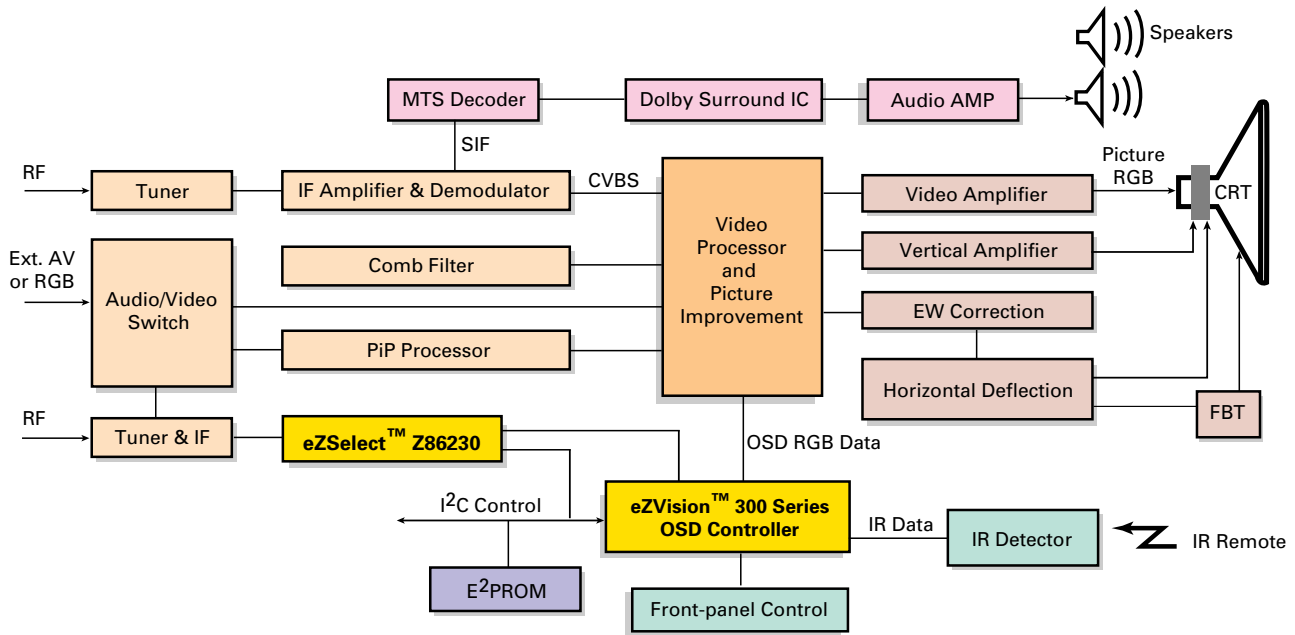 Speakers
MTS Decoder
Dolby Surround IC
Audio AMP
SIF
RF
Tuner
IF Amplifier & Demodulator
CVBS
Video
Processor
and
Picture
Improvement
Video Amplifier
Picture
RGB
CRT
Ext. AV
or RGB
Audio/Video
Switch
Comb Filter
Vertical Amplifier
EW Correction
PiP Processor
Horizontal Deflection
FBT
RF
Tuner & IF
eZSelect™ Z86230
OSD RGB Data
I²C Control
eZVision™ 300 Series
OSD Controller
IR Data
IR Detector
IR Remote
E²PROM
Front-panel Control